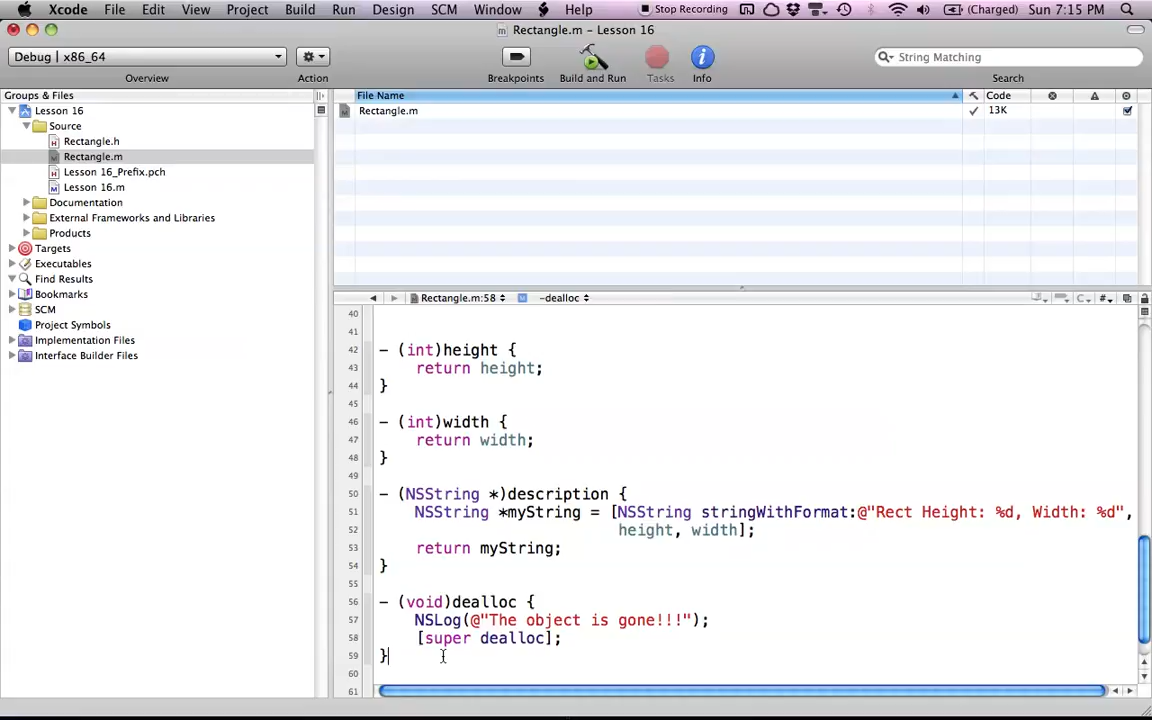 Xcode File Edit View Project Build Run Design SCM Window Help Stop Recording (Charged) Sun 7:15 PM
Rectangle.m – Lesson 16
Debug | x86_64
String Matching
Overview Action Breakpoints Build and Run Tasks Info Search
Groups & Files
File Name Code
Lesson 16
Rectangle.m 13K
Source
Rectangle.h
Rectangle.m
Lesson 16_Prefix.pch
Lesson 16.m
Documentation
External Frameworks and Libraries
Products
Targets
Executables
Find Results
Bookmarks
SCM
Project Symbols
Implementation Files
Interface Builder Files
Rectangle.m:58 -dealloc
40
41
42 - (int)height {
43 return height;
44 }
45
46 - (int)width {
47 return width;
48 }
49
50 - (NSString *)description {
51 NSString *myString = [NSString stringWithFormat:@"Rect Height: %d, Width: %d",
52 height, width];
53 return myString;
54 }
55
56 - (void)dealloc {
57 NSLog(@"The object is gone!!!");
58 [super dealloc];
59 }
60
61